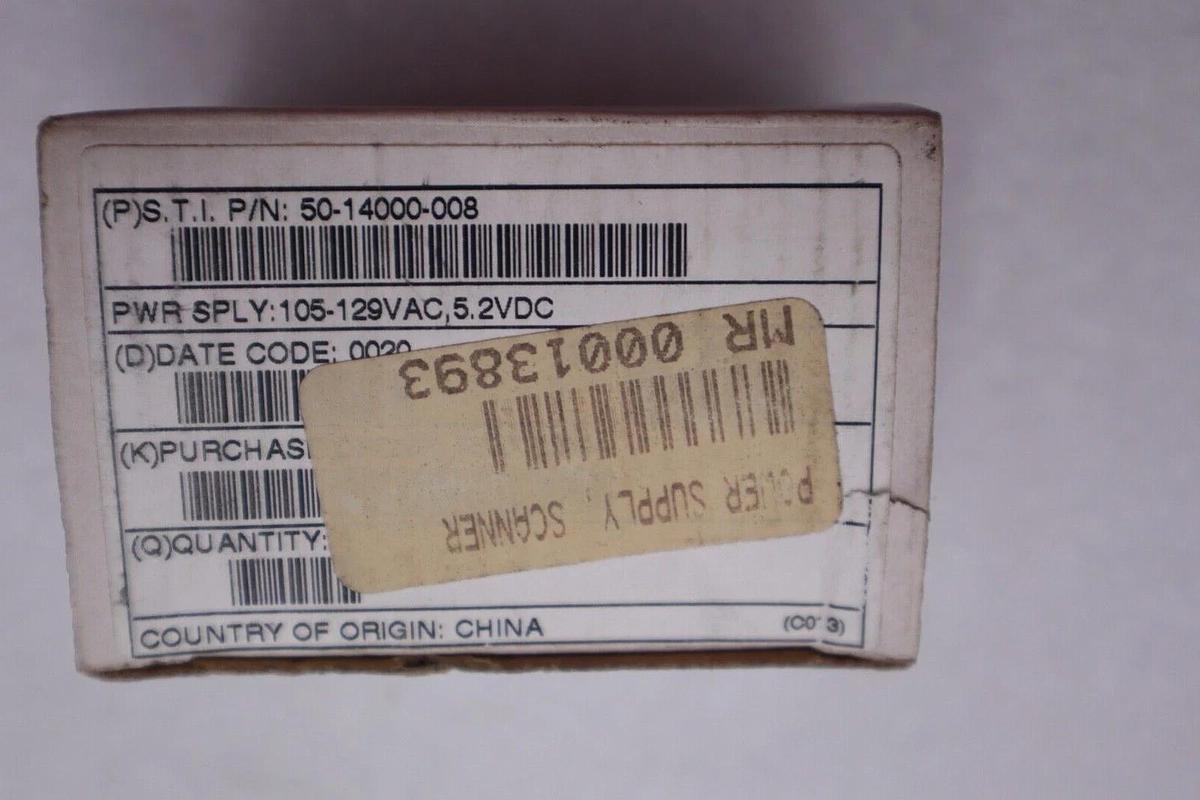 (P)S.T.I. P/N: 50-14000-008
PWR SPLY:105-129VAC,5.2VDC
(D)DATE CODE: 0020
(K)PURCHAS
(Q)QUANTITY:
COUNTRY OF ORIGIN: CHINA
MR 00013893
POWER SUPPLY, SCANNER